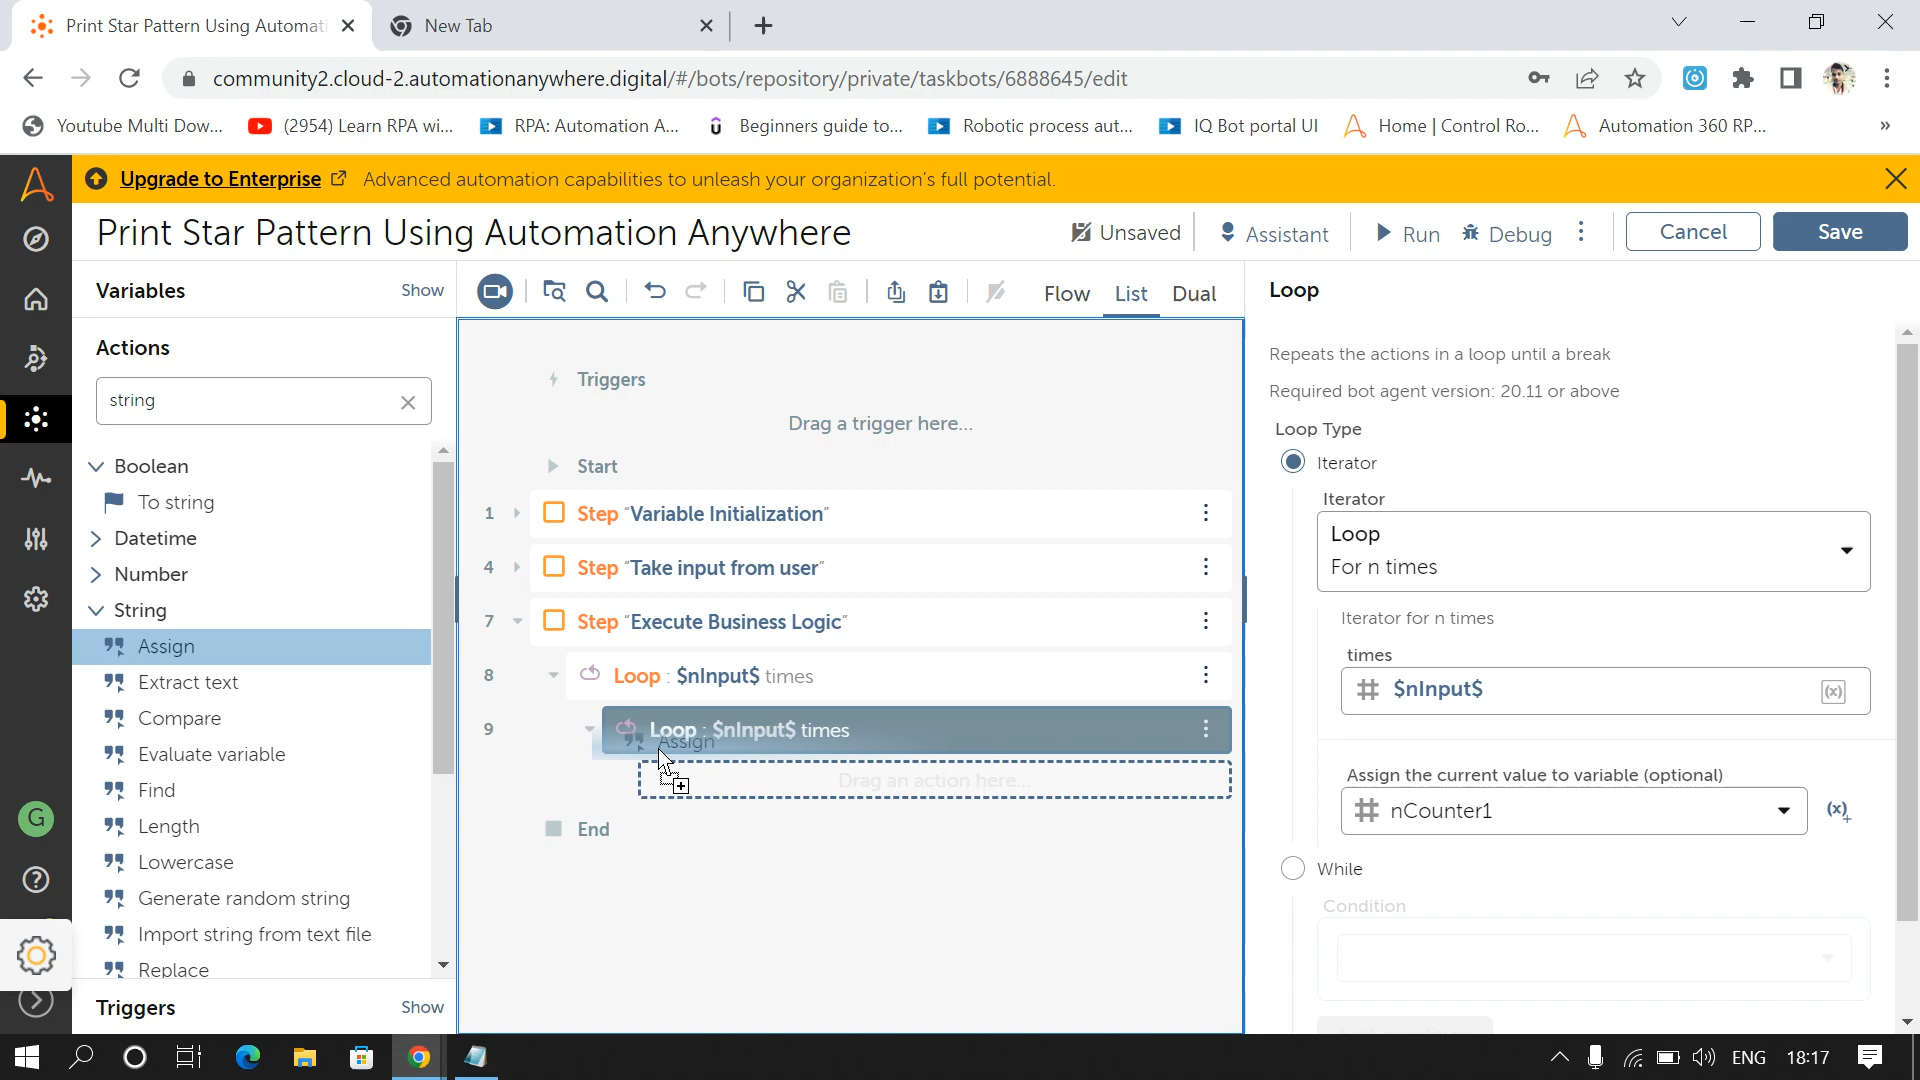 Print Star Pattern Using Automati
New Tab
community2.cloud-2.automationanywhere.digital/#/bots/repository/private/taskbots/6888645/edit
Youtube Multi Dow...
(2954) Learn RPA wi...
RPA: Automation A...
Beginners guide to...
Robotic process aut...
IQ Bot portal UI
Home | Control Ro...
Automation 360 RP...
»
Upgrade to Enterprise
Advanced automation capabilities to unleash your organization's full potential.
Print Star Pattern Using Automation Anywhere
Unsaved
Assistant
Run
Debug
Cancel
Save
Variables
Show
Flow
List
Dual
Loop
Actions
string
Boolean
To string
Datetime
Number
String
Assign
Extract text
Compare
Evaluate variable
Find
Length
Lowercase
Generate random string
Import string from text file
Replace
Triggers
Show
G
Triggers
Drag a trigger here...
Start
1 Step "Variable Initialization"
4 Step "Take input from user"
7 Step "Execute Business Logic"
8 Loop : $nInput$ times
9 Loop : $nInput$ times
Assign
Drag an action here...
End
Repeats the actions in a loop until a break
Required bot agent version: 20.11 or above
Loop Type
Iterator
Iterator
Loop
For n times
Iterator for n times
times
$nInput$
(x)
Assign the current value to variable (optional)
nCounter1
(x)+
While
Condition
ENG
18:17